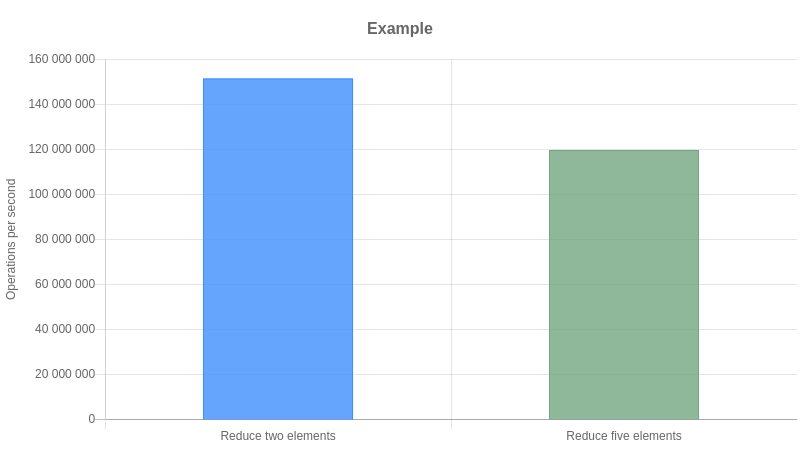 Example
Operations per second
160 000 000
140 000 000
120 000 000
100 000 000
80 000 000
60 000 000
40 000 000
20 000 000
0
Reduce two elements
Reduce five elements